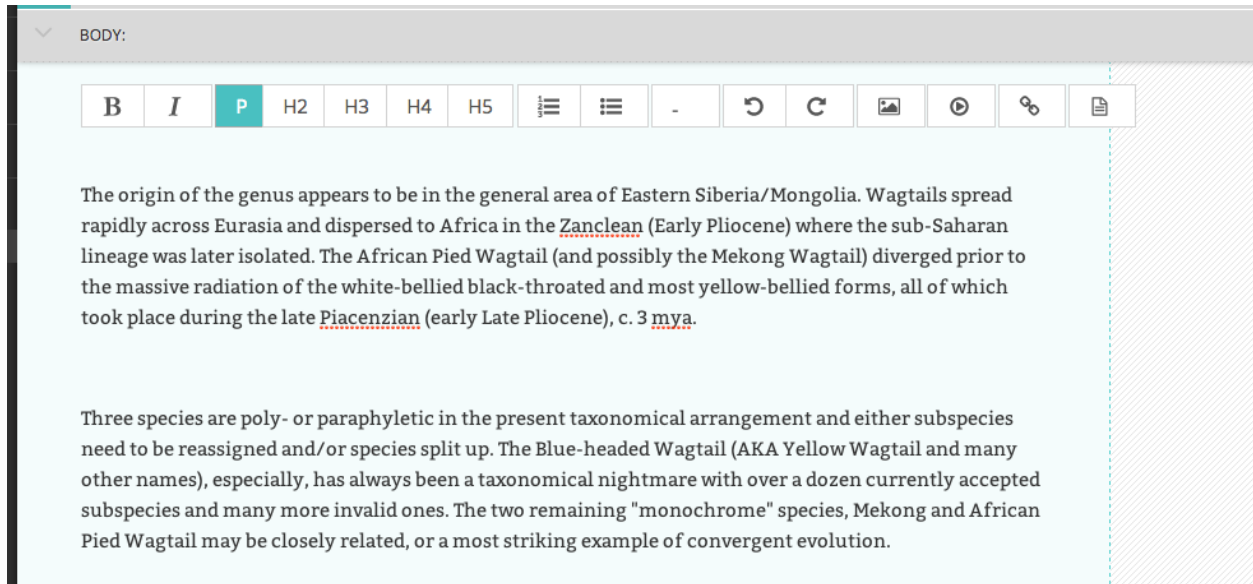 BODY:
B I P H2 H3 H4 H5 -
The origin of the genus appears to be in the general area of Eastern Siberia/Mongolia. Wagtails spread
rapidly across Eurasia and dispersed to Africa in the Zanclean (Early Pliocene) where the sub-Saharan
lineage was later isolated. The African Pied Wagtail (and possibly the Mekong Wagtail) diverged prior to
the massive radiation of the white-bellied black-throated and most yellow-bellied forms, all of which
took place during the late Piacenzian (early Late Pliocene), c. 3 mya.
Three species are poly- or paraphyletic in the present taxonomical arrangement and either subspecies
need to be reassigned and/or species split up. The Blue-headed Wagtail (AKA Yellow Wagtail and many
other names), especially, has always been a taxonomical nightmare with over a dozen currently accepted
subspecies and many more invalid ones. The two remaining "monochrome" species, Mekong and African
Pied Wagtail may be closely related, or a most striking example of convergent evolution.